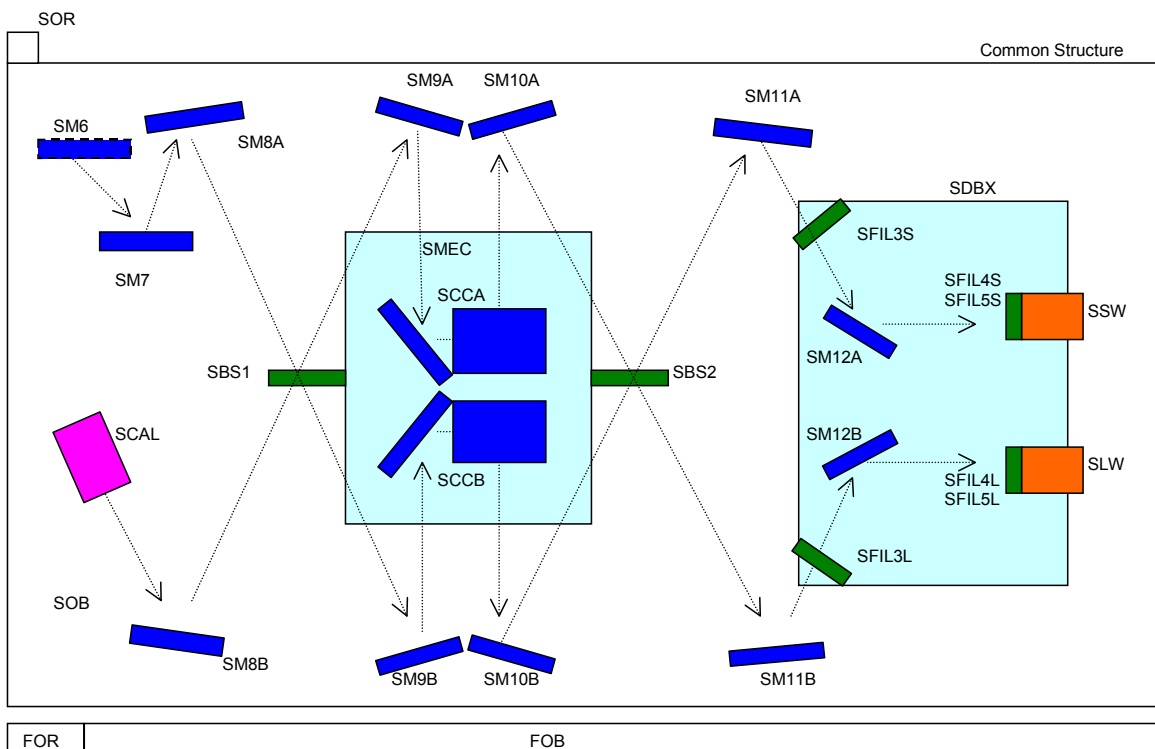 SOR
Common Structure
SM9A
SM10A
SM11A
SM6
SM8A
SDBX
SFIL3S
SMEC
SM7
SCCA
SFIL4S
SFIL5S
SSW
SBS1
SBS2
SM12A
SCAL
SM12B
SCCB
SFIL4L
SFIL5L
SLW
SFIL3L
SOB
SM8B
SM9B
SM10B
SM11B
FOR
FOB